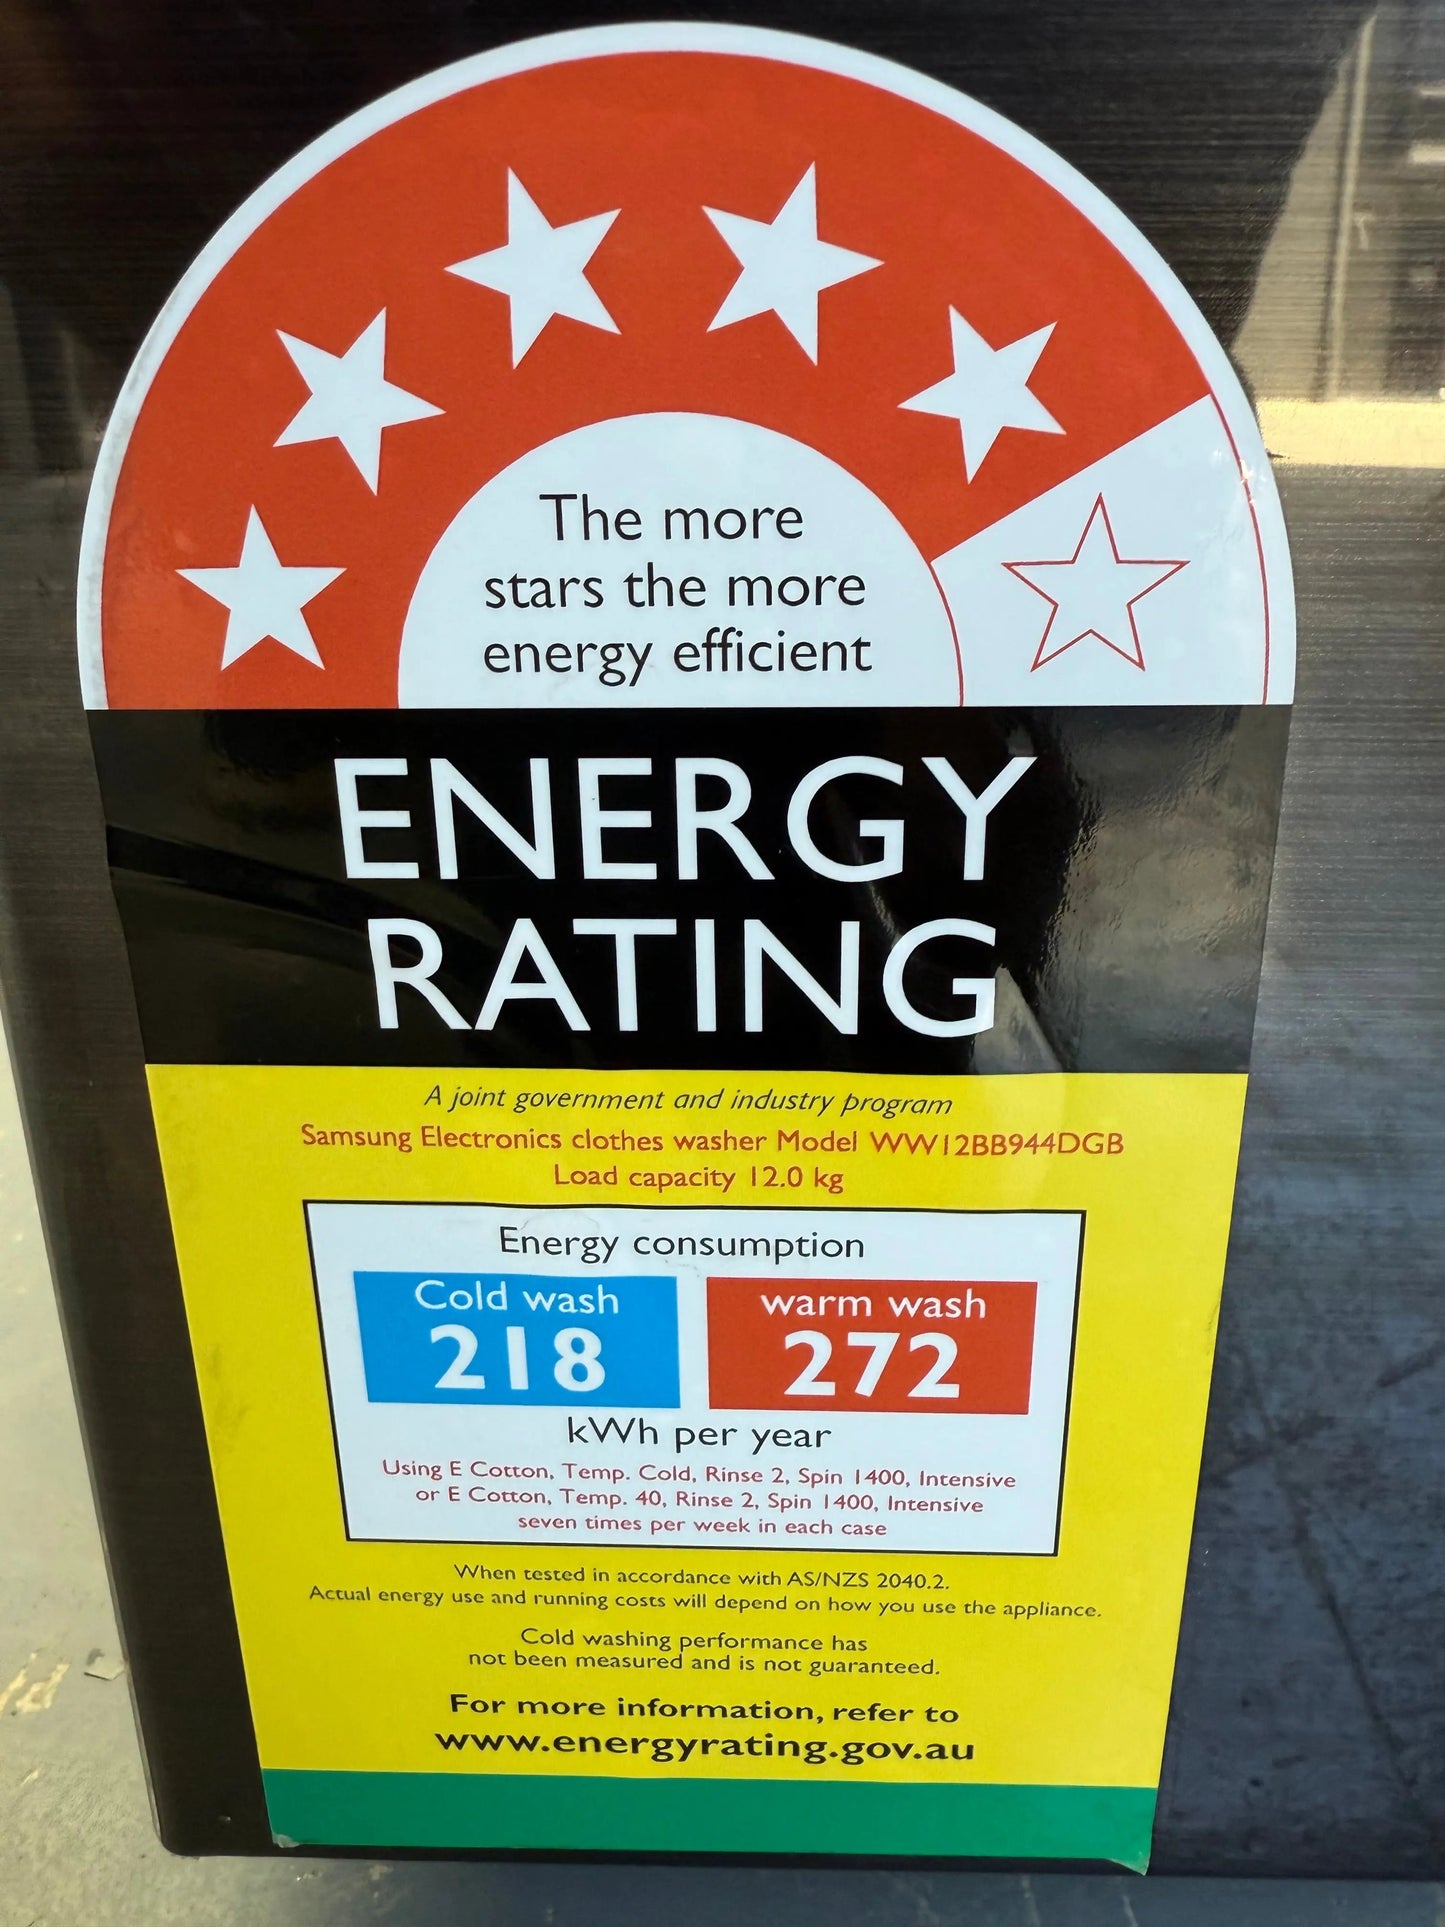 The more
stars the more
energy efficient
ENERGY
RATING
A joint government and industry program
Samsung Electronics clothes washer Model WW12BB944DGB
Load capacity 12.0 kg
Energy consumption
Cold wash
218
warm wash
272
kWh per year
Using E Cotton, Temp. Cold, Rinse 2, Spin 1400, Intensive
or E Cotton, Temp. 40, Rinse 2, Spin 1400, Intensive
seven times per week in each case
When tested in accordance with AS/NZS 2040.2.
Actual energy use and running costs will depend on how you use the appliance.
Cold washing performance has
not been measured and is not guaranteed.
For more information, refer to
www.energyrating.gov.au